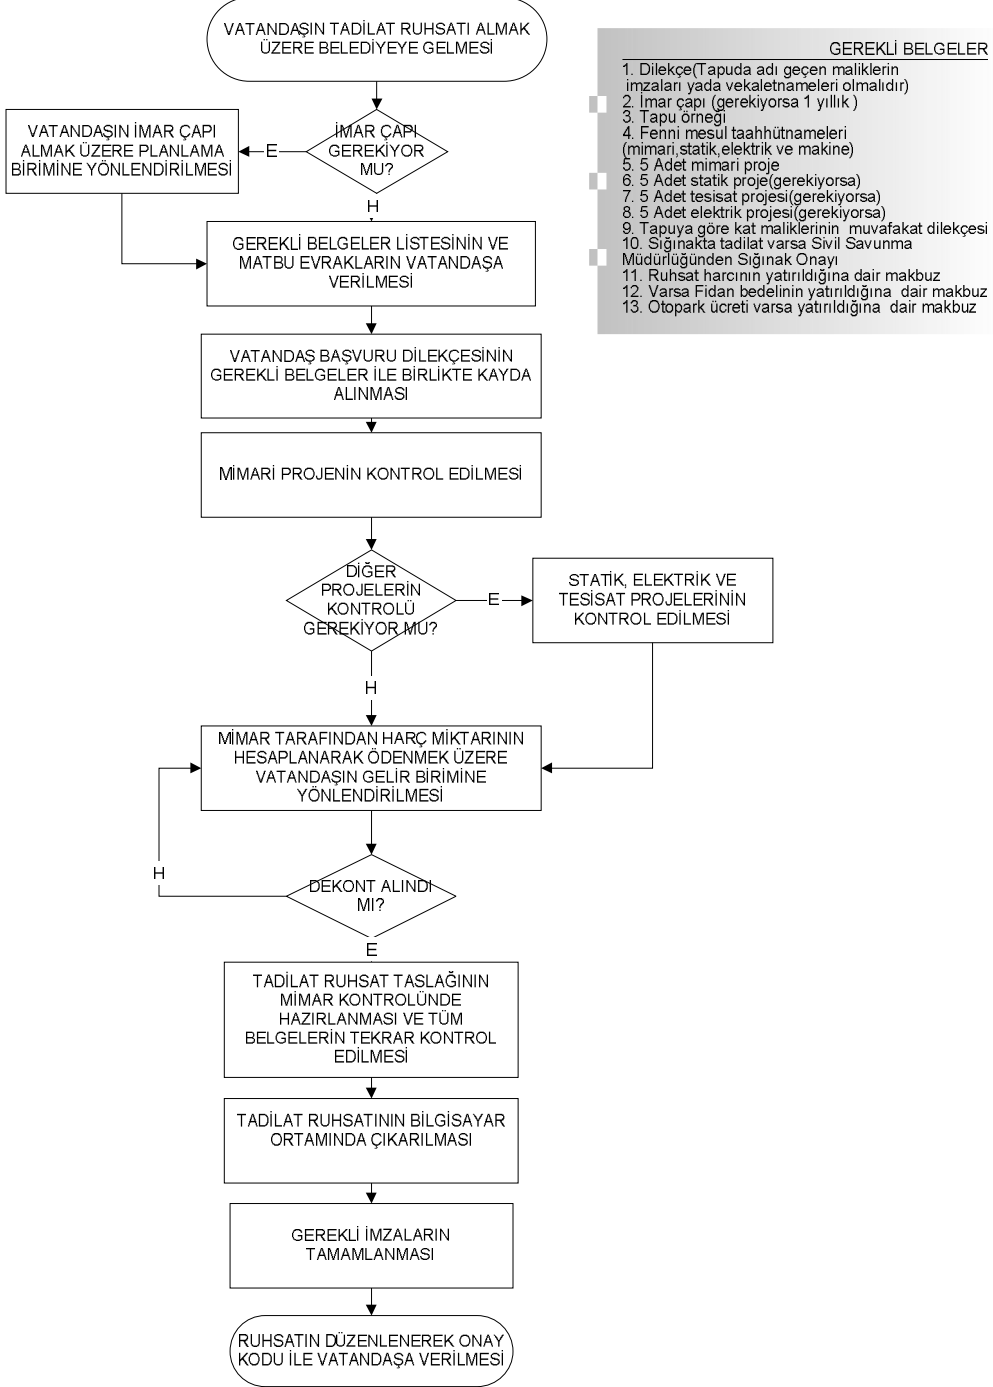 VATANDAŞIN TADİLAT RUHSATI ALMAK
ÜZERE BELEDİYEYE GELMESİ
GEREKLİ BELGELER
1. Dilekçe(Tapuda adı geçen maliklerin
imzaları yada vekaletnameleri olmalıdır)
2. İmar çapı (gerekiyorsa 1 yıllık )
3. Tapu örneği
4. Fenni mesul taahhütnameleri
(mimari,statik,elektrik ve makine)
5. 5 Adet mimari proje
6. 5 Adet statik proje(gerekiyorsa)
7. 5 Adet tesisat projesi(gerekiyorsa)
8. 5 Adet elektrik projesi(gerekiyorsa)
9. Tapuya göre kat maliklerinin muvafakat dilekçesi
10. Sığınakta tadilat varsa Sivil Savunma
Müdürlüğünden Sığınak Onayı
11. Ruhsat harcının yatırıldığına dair makbuz
12. Varsa Fidan bedelinin yatırıldığına dair makbuz
13. Otopark ücreti varsa yatırıldığına dair makbuz
İMAR ÇAPI
GEREKİYOR
MU?
E
VATANDAŞIN İMAR ÇAPI
ALMAK ÜZERE PLANLAMA
BİRİMİNE YÖNLENDİRİLMESİ
H
GEREKLİ BELGELER LİSTESİNİN VE
MATBU EVRAKLARIN VATANDAŞA
VERİLMESİ
VATANDAŞ BAŞVURU DİLEKÇESİNİN
GEREKLİ BELGELER İLE BİRLİKTE KAYDA
ALINMASI
MİMARİ PROJENİN KONTROL EDİLMESİ
DİĞER
PROJELERİN
KONTROLÜ
GEREKİYOR MU?
E
STATİK, ELEKTRİK VE
TESİSAT PROJELERİNİN
KONTROL EDİLMESİ
H
MİMAR TARAFINDAN HARÇ MİKTARININ
HESAPLANARAK ÖDENMEK ÜZERE
VATANDAŞIN GELİR BİRİMİNE
YÖNLENDİRİLMESİ
H
DEKONT ALINDI
MI?
E
TADİLAT RUHSAT TASLAĞININ
MİMAR KONTROLÜNDE
HAZIRLANMASI VE TÜM
BELGELERİN TEKRAR KONTROL
EDİLMESİ
TADİLAT RUHSATININ BİLGİSAYAR
ORTAMINDA ÇIKARILMASI
GEREKLİ İMZALARIN
TAMAMLANMASI
RUHSATIN DÜZENLENEREK ONAY
KODU İLE VATANDAŞA VERİLMESİ